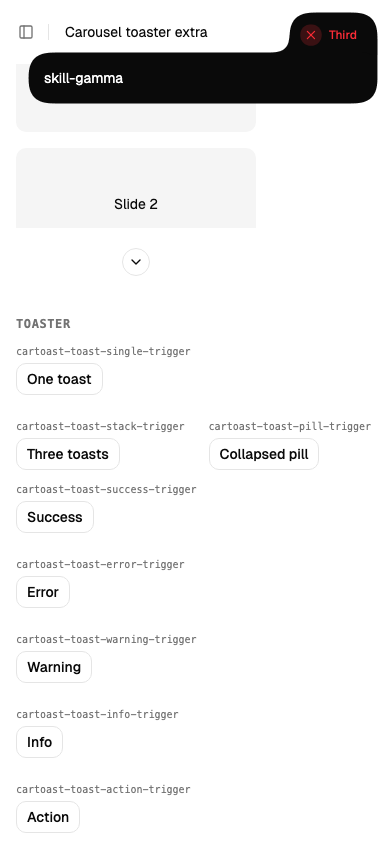 Carousel toaster extra
Third
skill-gamma
Slide 2
TOASTER
cartoast-toast-single-trigger
One toast
cartoast-toast-stack-trigger
cartoast-toast-pill-trigger
Three toasts
Collapsed pill
cartoast-toast-success-trigger
Success
cartoast-toast-error-trigger
Error
cartoast-toast-warning-trigger
Warning
cartoast-toast-info-trigger
Info
cartoast-toast-action-trigger
Action